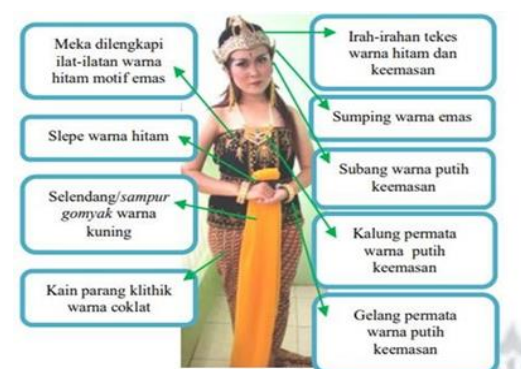 Meka dilengkapi
ilat-ilatan warna
hitam motif emas
Slepe warna hitam
Selendang/sampur
gomyak warna
kuning
Kain parang klithik
warna coklat
Irah-irahan tekes
warna hitam dan
keemasan
Sumping warna emas
Subang warna putih
keemasan
Kalung permata
warna putih
keemasan
Gelang permata
warna putih
keemasan